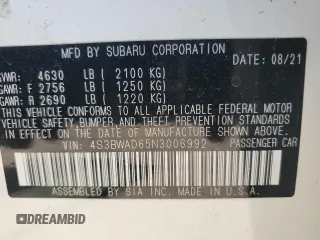 MFD BY SUBARU CORPORATION
DATE: 08/21
GVWR: 4630 LB ( 2100 KG)
GAWR F 2756 LB ( 1250 KG)
GAWR R 2690 LB ( 1220 KG)
THIS VEHICLE CONFORMS TO ALL APPLICABLE FEDERAL MOTOR
VEHICLE SAFETY, BUMPER, AND THEFT PREVENTION STANDARDS
IN EFFECT ON THE DATE OF MANUFACTURE SHOWN ABOVE.
VIN: 4S3BWAD65N3006992 PASSENGER CAR
ASSEMBLED BY SIA INC. MADE IN U.S.A.
DREAMBID